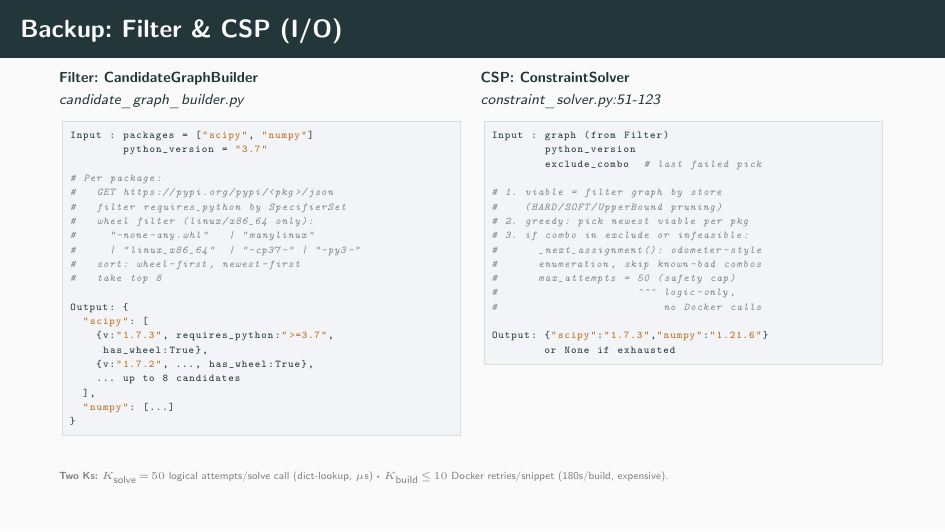 Backup: Filter & CSP (I/O)
Filter: CandidateGraphBuilder
candidate_graph_builder.py
Input : packages = ["scipy", "numpy"]
        python_version = "3.7"
# Per package:
#   GET https://pypi.org/pypi/<pkg>/json
#   filter requires_python by SpecifierSet
#   wheel filter (linux/x86_64 only):
#     "-none-any.whl"   | "manylinux"
#     | "linux_x86_64"  | "-cp37-" | "-py3-"
#   sort: wheel-first, newest-first
#   take top 8
Output: {
  "scipy": [
    {v:"1.7.3", requires_python:">=3.7",
     has_wheel:True},
    {v:"1.7.2", ..., has_wheel:True},
    ... up to 8 candidates
  ],
  "numpy": [...]
}
CSP: ConstraintSolver
constraint_solver.py:51-123
Input : graph (from Filter)
        python_version
        exclude_combo  # last failed pick
# 1. viable = filter graph by store
#    (HARD/SOFT/UpperBound pruning)
# 2. greedy: pick newest viable per pkg
# 3. if combo in exclude or infeasible:
#      _next_assignment(): odometer-style
#      enumeration, skip known-bad combos
#      max_attempts = 50 (safety cap)
#                     ^^^ logic-only,
#                         no Docker calls
Output: {"scipy":"1.7.3","numpy":"1.21.6"}
        or None if exhausted
Two Ks: K_solve = 50 logical attempts/solve call (dict-lookup, μs) • K_build ≤ 10 Docker retries/snippet (180s/build, expensive).